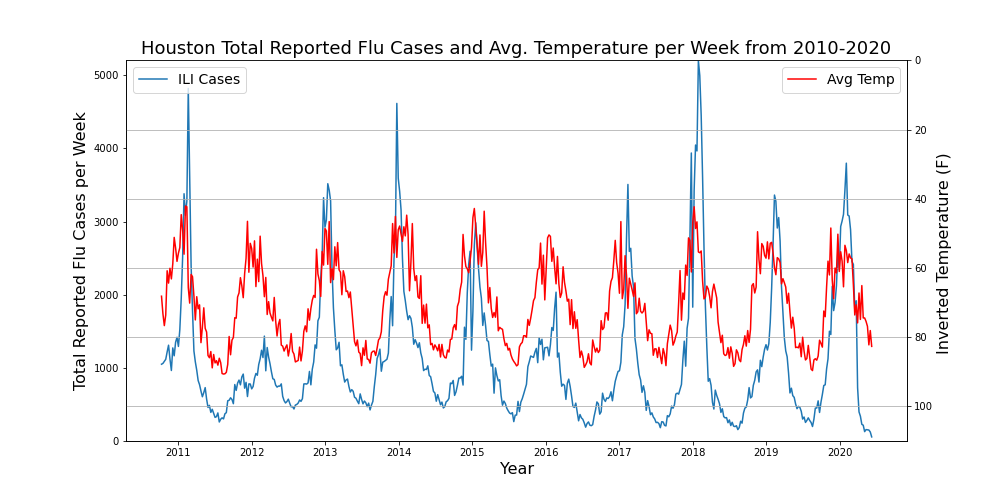 Houston Total Reported Flu Cases and Avg. Temperature per Week from 2010-2020
ILI Cases
Avg Temp
Total Reported Flu Cases per Week
5000
4000
3000
2000
1000
0
0
20
40
60
80
100
Inverted Temperature (F)
2011 2012 2013 2014 2015 2016 2017 2018 2019 2020
Year